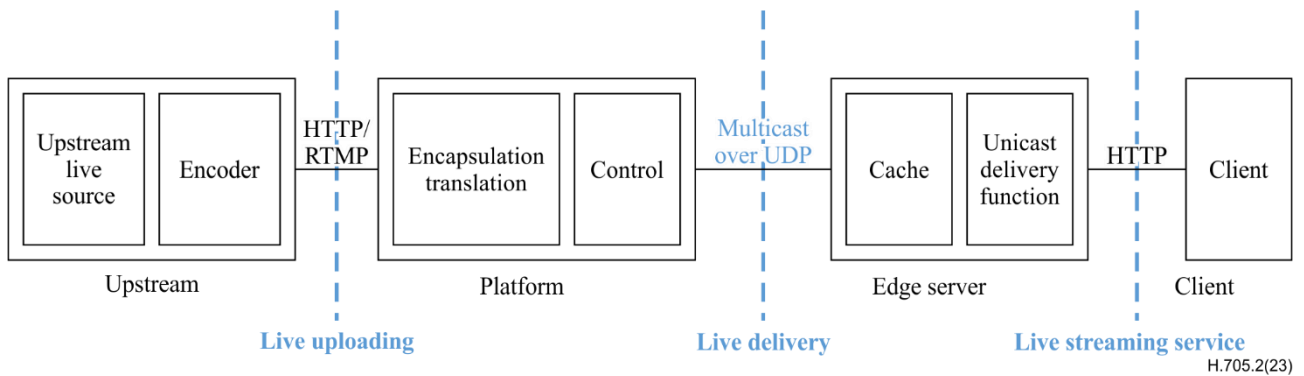 Upstream
live
source
Encoder
HTTP/
RTMP
Encapsulation
translation
Control
Multicast
over UDP
Cache
Unicast
delivery
function
HTTP
Client
Upstream
Platform
Edge server
Client
Live uploading
Live delivery
Live streaming service
H.705.2(23)